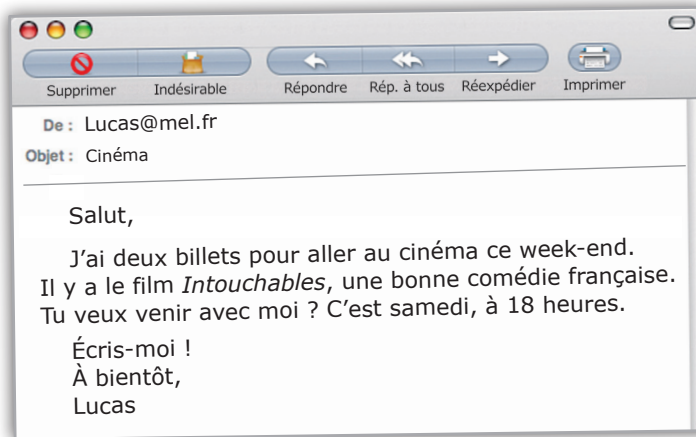 Supprimer Indésirable Répondre Rép. à tous Réexpédier Imprimer
De : Lucas@mel.fr
Objet : Cinéma
Salut,
J'ai deux billets pour aller au cinéma ce week-end.
Il y a le film Intouchables, une bonne comédie française.
Tu veux venir avec moi ? C'est samedi, à 18 heures.
Écris-moi !
À bientôt,
Lucas